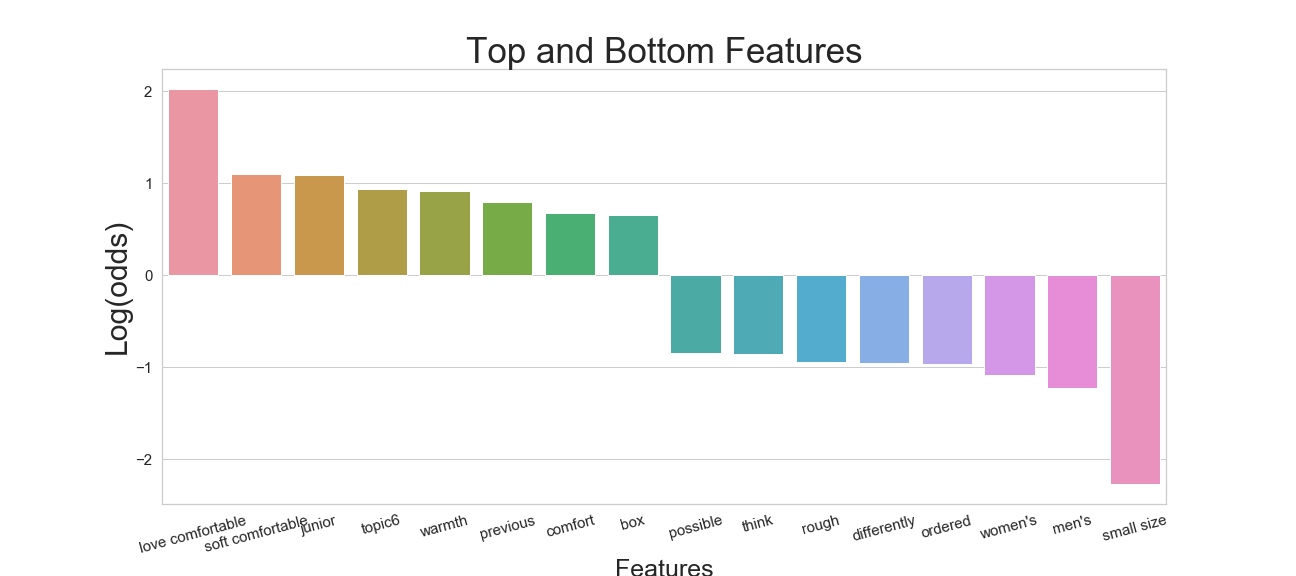 Top and Bottom Features
2
1
0
−1
−2
Log(odds)
love comfortable
soft comfortable
junior
topic6
warmth
previous
comfort
box
possible
think
rough
differently
ordered
women's
men's
small size
Features